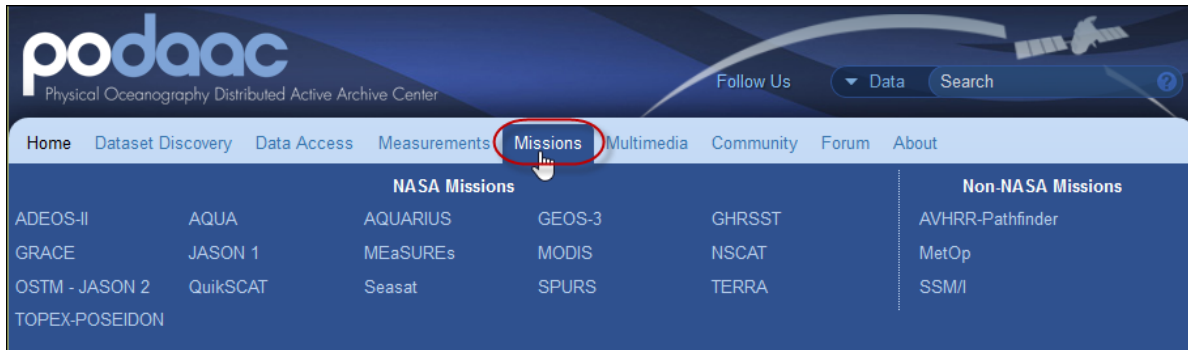 podaac
Physical Oceanography Distributed Active Archive Center
Follow Us Data Search ?
Home Dataset Discovery Data Access Measurements Missions Multimedia Community Forum About
NASA Missions Non-NASA Missions
ADEOS-II AQUA AQUARIUS GEOS-3 GHRSST AVHRR-Pathfinder
GRACE JASON 1 MEaSUREs MODIS NSCAT MetOp
OSTM - JASON 2 QuikSCAT Seasat SPURS TERRA SSM/I
TOPEX-POSEIDON